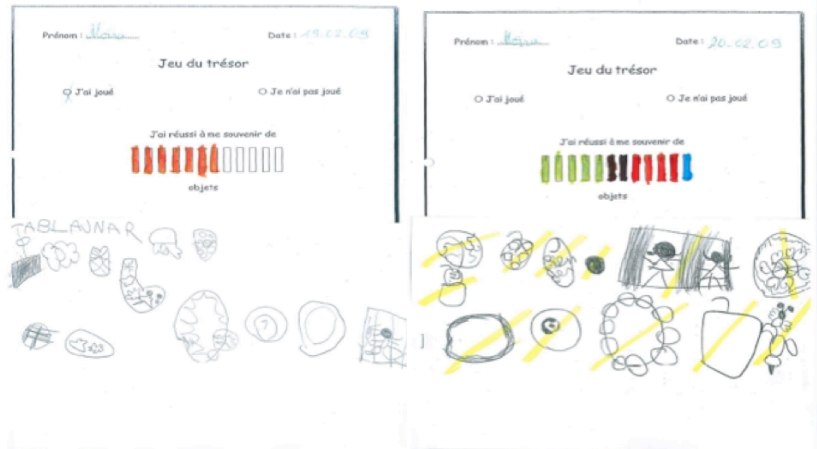 Prénom :
Date : 19.02.09
Jeu du trésor
J'ai joué
Je n'ai pas joué
J'ai réussi à me souvenir de
objets
TABLAJNAR
Prénom :
Date : 20.02.09
Jeu du trésor
J'ai joué
Je n'ai pas joué
J'ai réussi à me souvenir de
objets